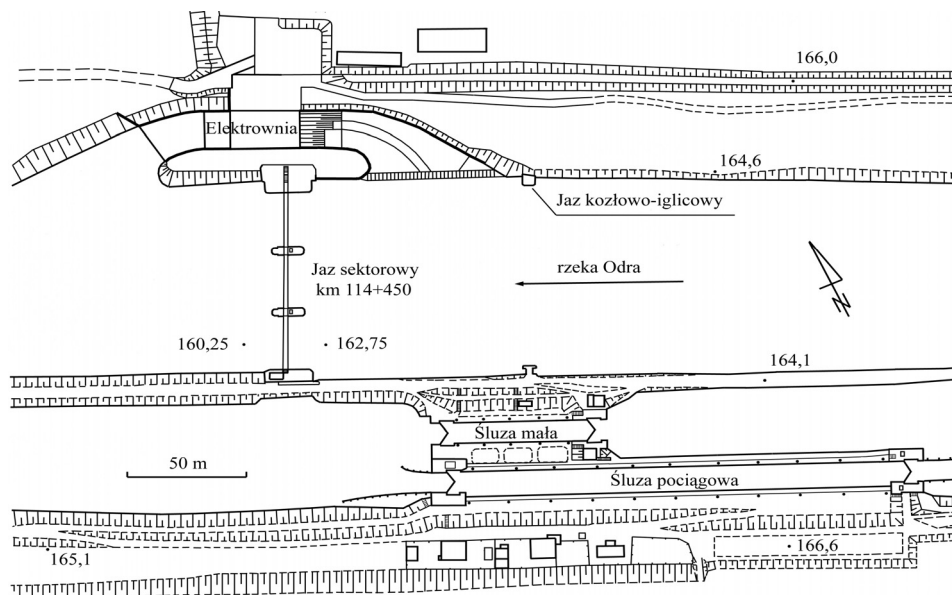 166,0
Elektrownia
164,6
Jaz kozłowo-iglicowy
Jaz sektorowy
km 114+450
rzeka Odra
N
160,25
162,75
164,1
Śluza mała
50 m
Śluza pociągowa
166,6
165,1